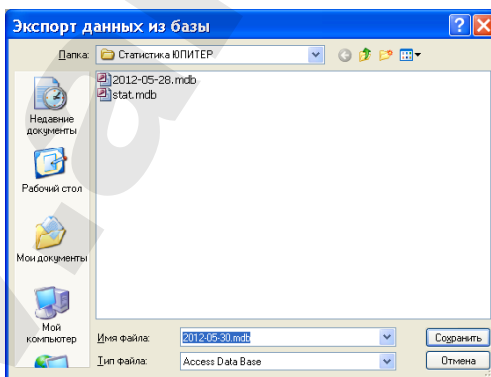 Экспорт данных из базы
Папка: Статистика ЮПИТЕР
2012-05-28.mdb
stat.mdb
Недавние документы
Рабочий стол
Мои документы
Мой компьютер
Имя файла: 2012-05-30.mdb Сохранить
Тип файла: Access Data Base Отмена